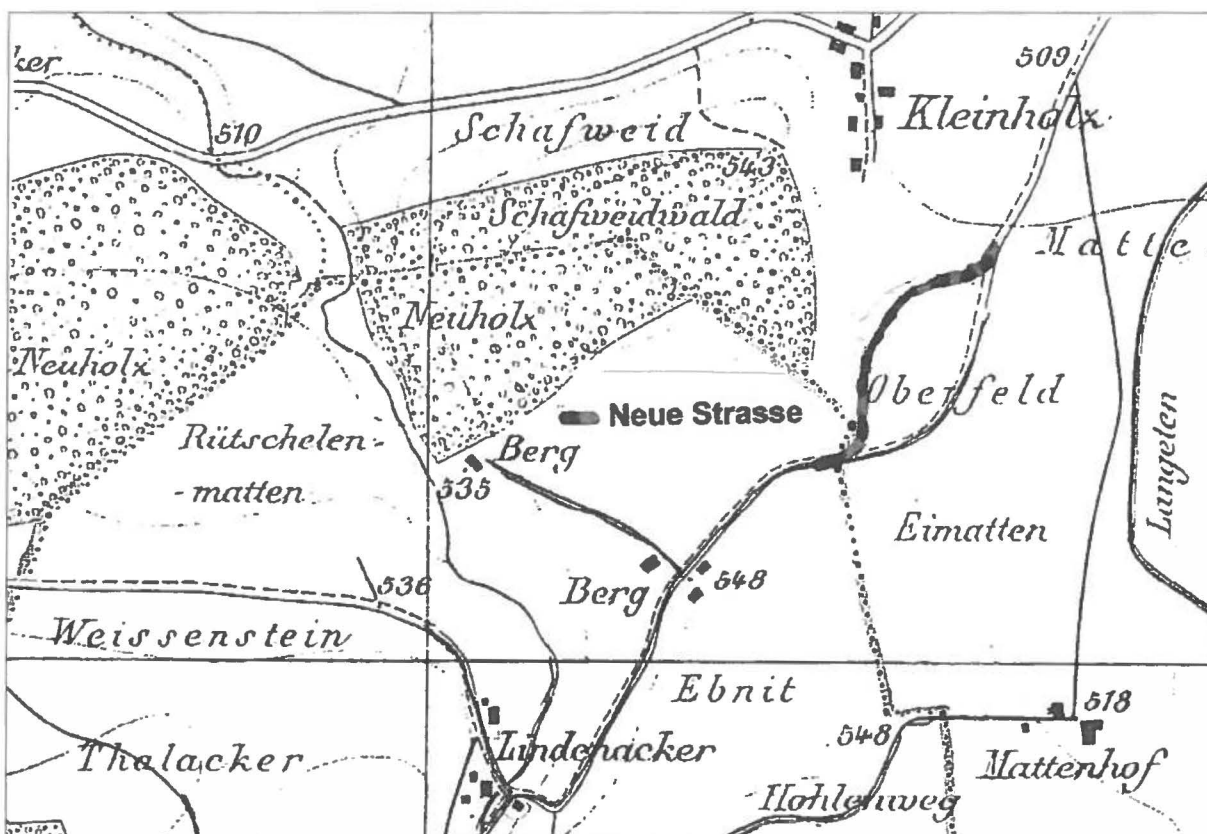 ker
510
509
Schafweid
Kleinholz
543
Schafweidwald
Matte
Neuholz
Neuholz
Oberfeld
Neue Strasse
Rütschelen-
-matten
Berg
535
Langeten
Eimatten
536
Berg
548
Weissenstein
Ebnit
518
548
Thalacker
Lindenacker
Mattenhof
Hohlenweg